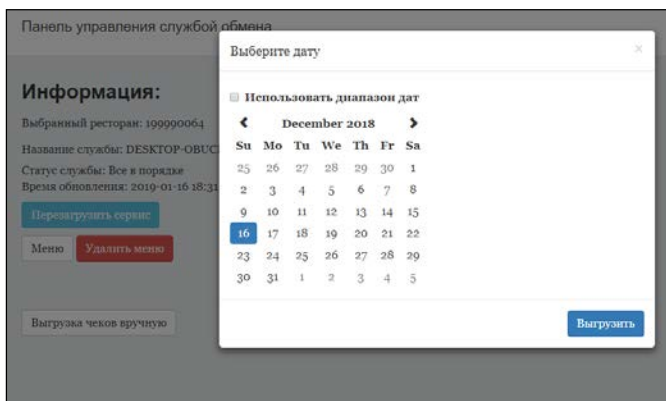 Панель управления службой обмена
Выберите дату
×
Информация:
Использовать диапазон дат
Выбранный ресторан: 199990064
December 2018
Su Mo Tu We Th Fr Sa
Название службы: DESKTOP-OBUC
25 26 27 28 29 30 1
Статус службы: Все в порядке
Время обновления: 2019-01-16 18:31
2 3 4 5 6 7 8
Перезагрузить сервис
9 10 11 12 13 14 15
16 17 18 19 20 21 22
Меню Удалить меню
23 24 25 26 27 28 29
30 31 1 2 3 4 5
Выгрузка чеков вручную
Выгрузить